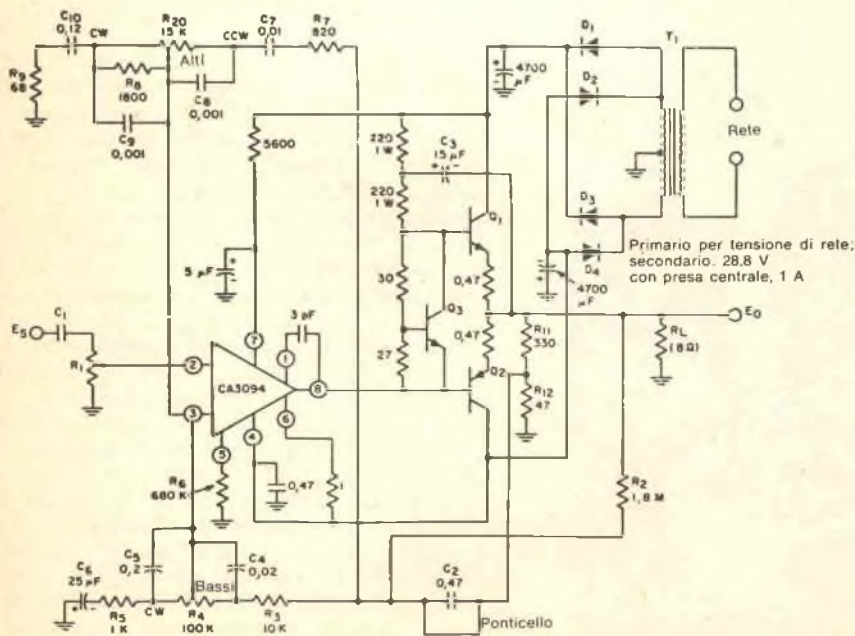 C10
0,12
CW
R20
15 K
Alti
CCW
C7
0,01
R7
820
R9
68
R8
1800
C8
0,001
C9
0,001
5600
220
1 W
220
1 W
C3
15 µF
+ -
4700
µF
D1
D2
D3
D4
T1
Rete
Primario per tensione di rete;
secondario. 28,8 V
con presa centrale, 1 A
4700
µF
5 µF
3 pF
30
27
Q1
Q3
Q2
0,47
0,47
R11
330
R12
47
RL
(8Ω)
EO
ES
C1
R1
2
3
7
1
8
6
4
5
CA3094
R6
680 K
0,47
1
R2
1,8 M
C6
25 µF
C5
0,2
C4
0,02
Bassi
R5
1 K
CW
R4
100 K
R3
10 K
C2
0,47
Ponticello